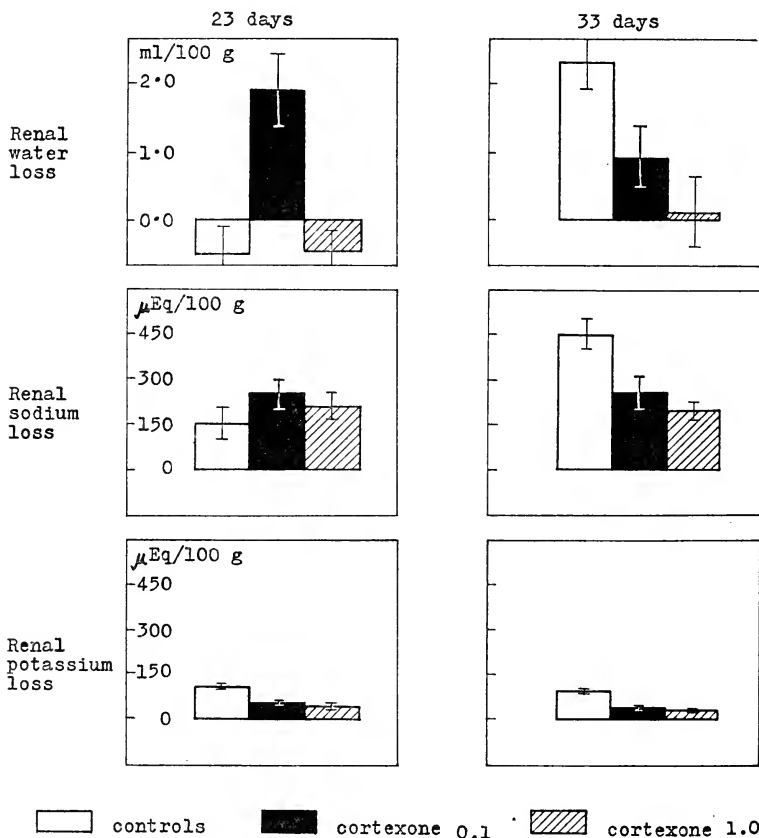 23 days
33 days
ml/100 g
2·0
1·0
0·0
Renal
water
loss
μEq/100 g
450
300
150
0
Renal
sodium
loss
μEq/100 g
450
300
150
0
Renal
potassium
loss
controls
cortexone 0.1
cortexone 1.0